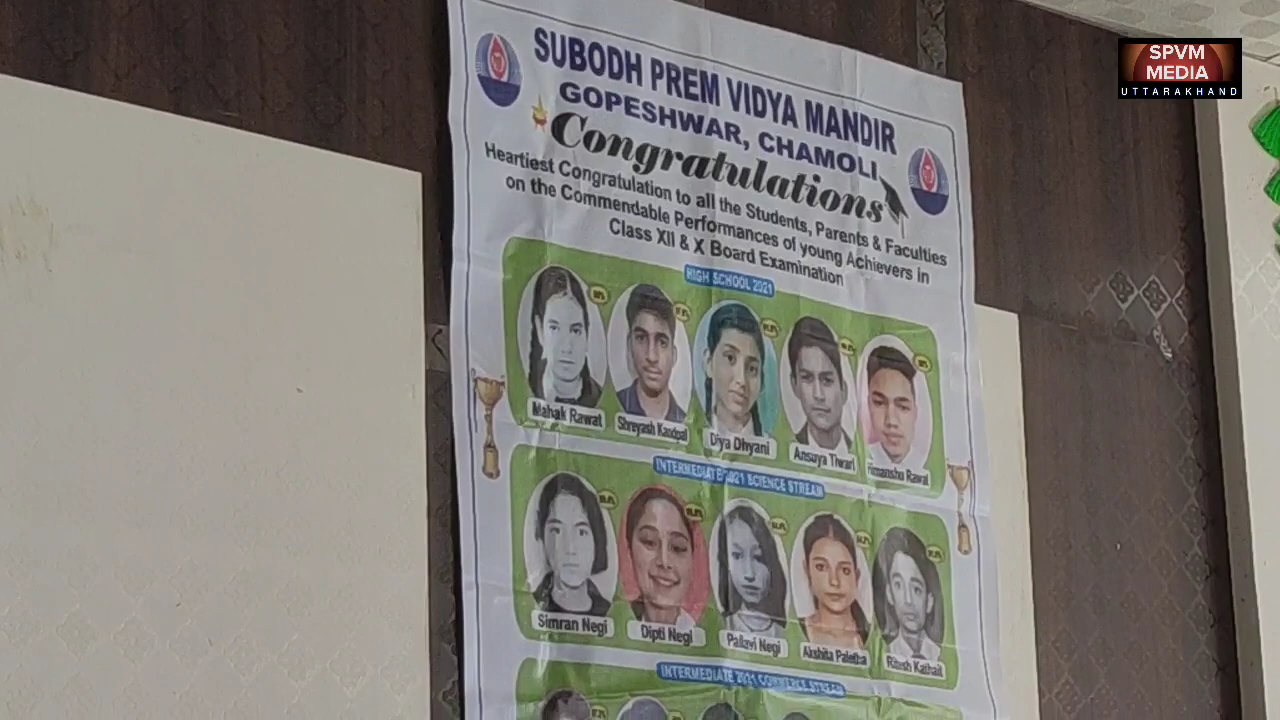 SPVM
MEDIA
UTTARAKHAND
SUBODH PREM VIDYA MANDIR
GOPESHWAR, CHAMOLI
Congratulations
Heartiest Congratulation to all the Students, Parents & Faculties
on the Commendable Performances of young Achievers in
Class XII & X Board Examination
HIGH SCHOOL 2021
Mahak Rawat
Shreyash Kandpal
Diya Dhyani
Ansuya Tiwari
Himanshu Rawat
INTERMEDIATE 2021 SCIENCE STREAM
Simran Negi
Dipti Negi
Pallavi Negi
Akshita Paletha
Ritesh Kathait
INTERMEDIATE 2021 COMMERCE STREAM